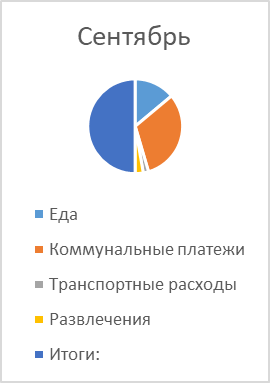 Сентябрь
Еда
Коммунальные платежи
Транспортные расходы
Развлечения
Итоги: